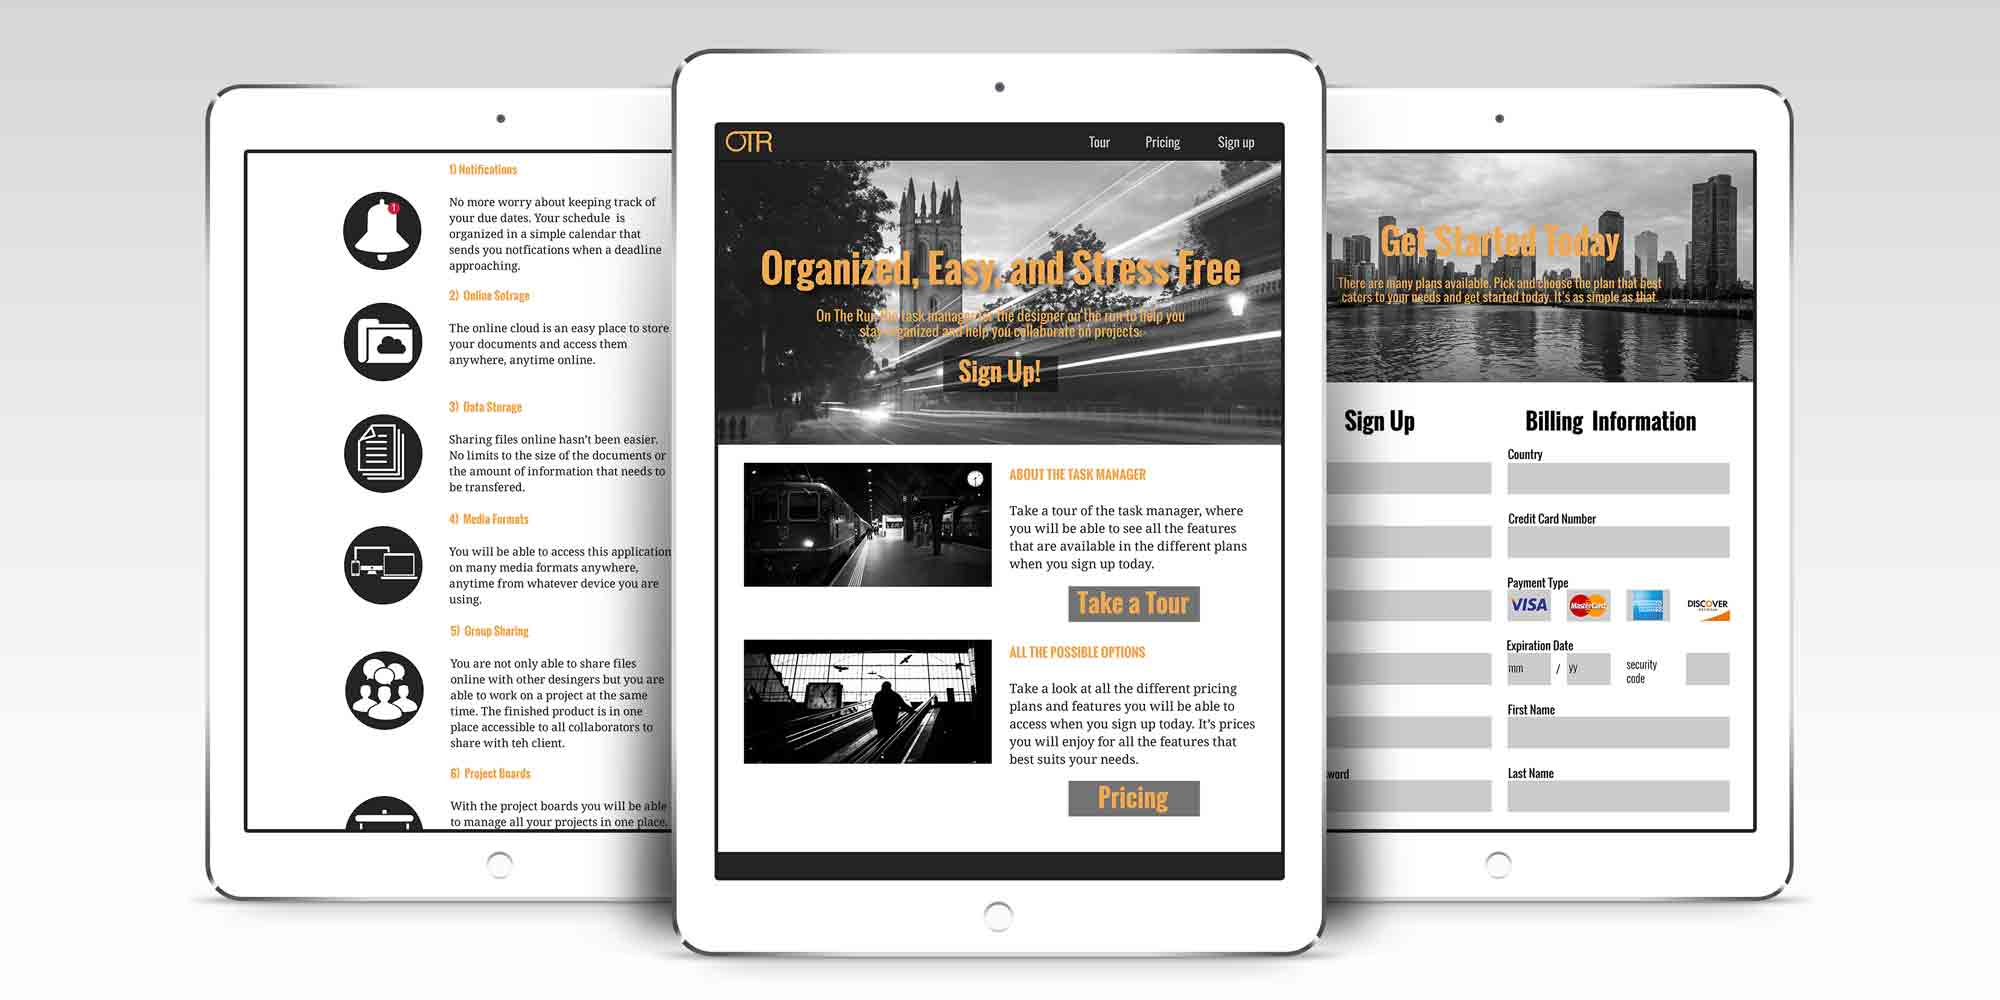 1) Notifications
No more worry about keeping track of
your due dates. Your schedule is
organized in a simple calendar that
sends you notfications when a deadline
approaching.
1
2) Online Sotrage
The online cloud is an easy place to store
your documents and access them
anywhere, anytime online.
3) Data Storage
Sharing files online hasn't been easier.
No limits to the size of the documents or
the amount of information that needs to
be transfered.
4) Media Formats
You will be able to access this application
on many media formats anywhere,
anytime from whatever device you are
using.
5) Group Sharing
You are not only able to share files
online with other desingers but you are
able to work on a project at the same
time. The finished product is in one
place accessible to all collaborators to
share with teh client.
6) Project Boards
With the project boards you will be able
to manage all your projects in one place.
OTR
Tour Pricing Sign up
Organized, Easy, and Stress Free
On The Run the task manager for the designer on the run to help you
stay organized and help you collaborate on projects.
Sign Up!
ABOUT THE TASK MANAGER
Take a tour of the task manager, where
you will be able to see all the features
that are available in the different plans
when you sign up today.
Take a Tour
ALL THE POSSIBLE OPTIONS
Take a look at all the different pricing
plans and features you will be able to
access when you sign up today. It's prices
you will enjoy for all the features that
best suits your needs.
Pricing
Get Started Today
There are many plans available. Pick and choose the plan that best
caters to your needs and get started today. It's as simple as that.
Sign Up
word
Billing Information
Country
Credit Card Number
Payment Type
VISA MasterCard DISCOVER
Expiration Date
mm / yy security
code
First Name
Last Name